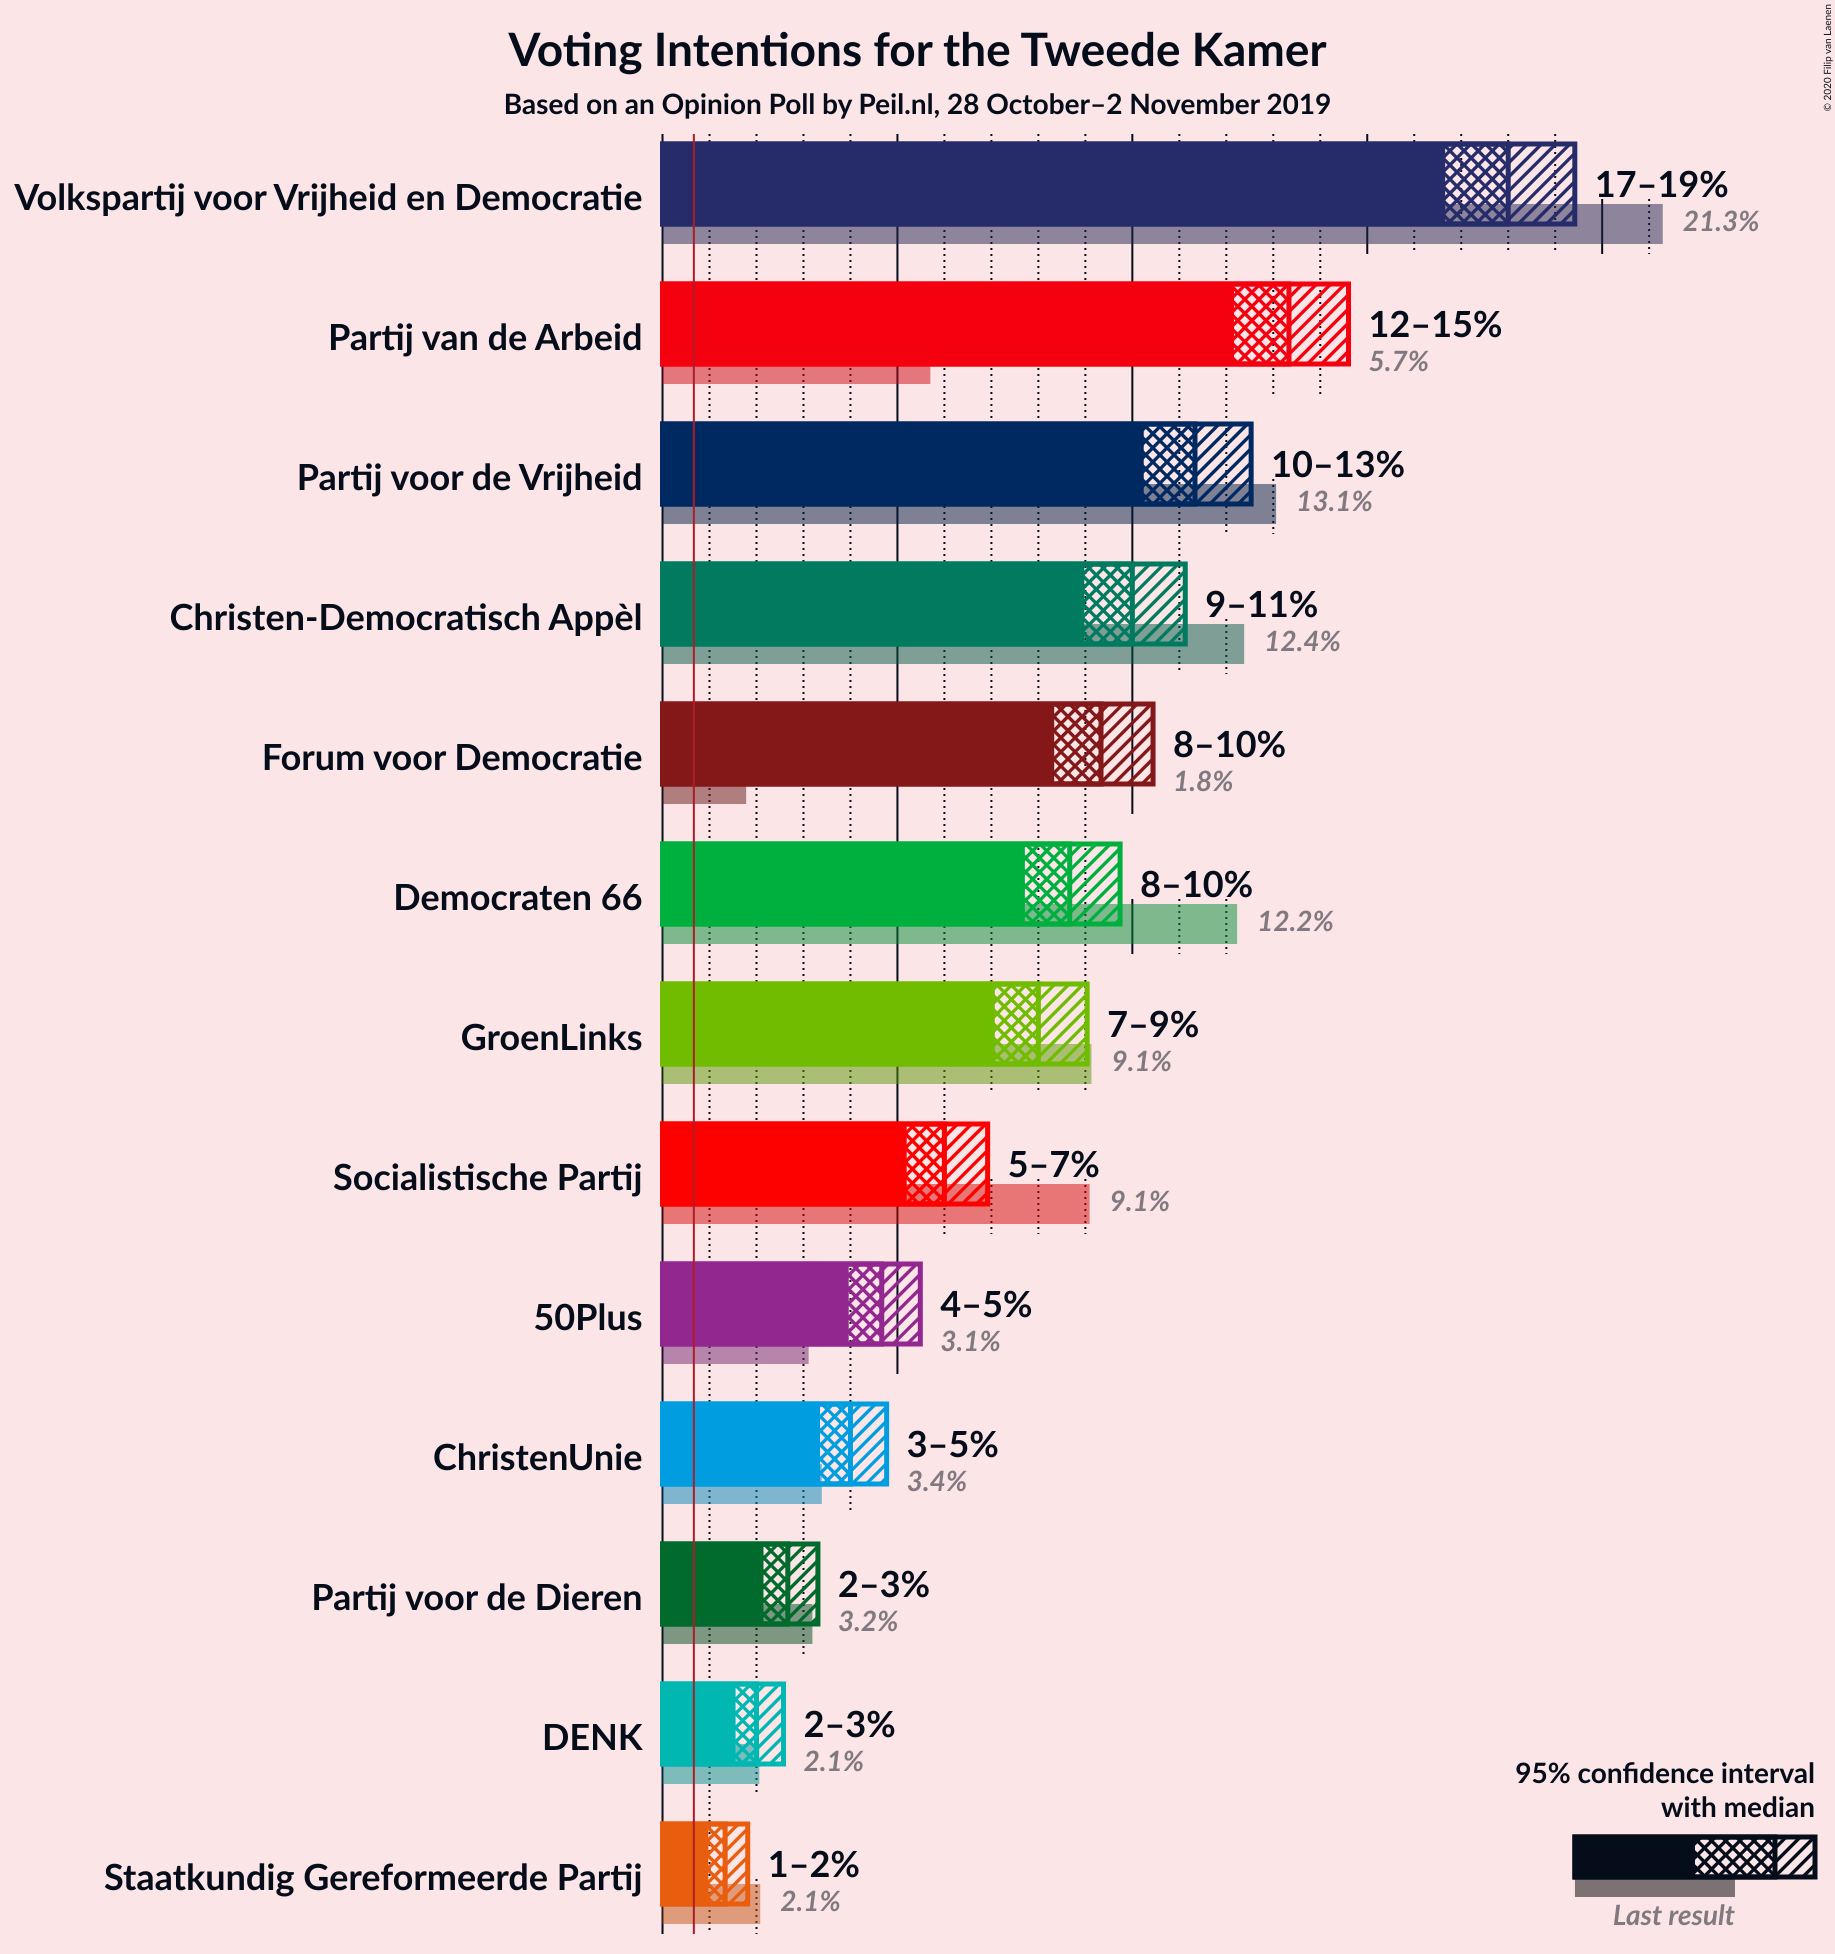 Voting Intentions for the Tweede Kamer
Based on an Opinion Poll by Peil.nl, 28 October–2 November 2019
© 2020 Filip van Laenen
Volkspartij voor Vrijheid en Democratie
17–19%
21.3%
Partij van de Arbeid
12–15%
5.7%
Partij voor de Vrijheid
10–13%
13.1%
Christen-Democratisch Appèl
9–11%
12.4%
Forum voor Democratie
8–10%
1.8%
Democraten 66
8–10%
12.2%
GroenLinks
7–9%
9.1%
Socialistische Partij
5–7%
9.1%
50Plus
4–5%
3.1%
ChristenUnie
3–5%
3.4%
Partij voor de Dieren
2–3%
3.2%
DENK
2–3%
2.1%
Staatkundig Gereformeerde Partij
1–2%
2.1%
95% confidence interval
with median
Last result